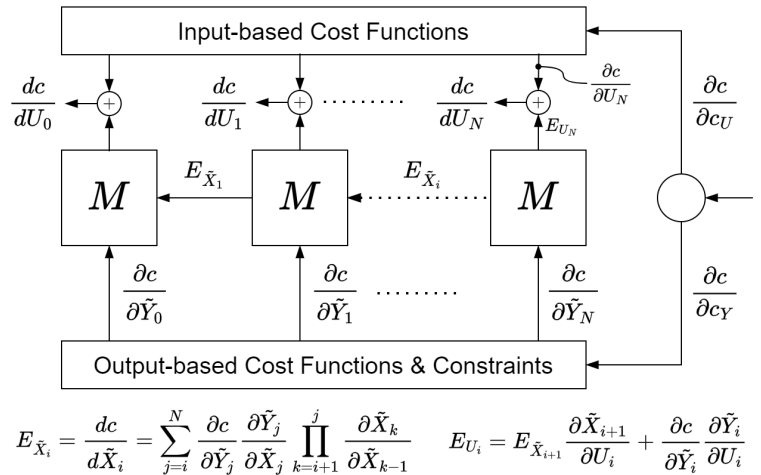 Input-based Cost Functions
dc/dU_0 + dc/dU_1 + ......... dc/dU_N + ∂c/∂U_N
E_{U_N} ∂c/∂c_U
M E_{X̃_1} M E_{X̃_i} M
∂c/∂Ỹ_0 ∂c/∂Ỹ_1 ......... ∂c/∂Ỹ_N ∂c/∂c_Y
Output-based Cost Functions & Constraints
E_{X̃_i} = dc/dX̃_i = ∑_{j=i}^{N} ∂c/∂Ỹ_j ∂Ỹ_j/∂X̃_j ∏_{k=i+1}^{j} ∂X̃_k/∂X̃_{k-1} E_{U_i} = E_{X̃_{i+1}} ∂X̃_{i+1}/∂U_i + ∂c/∂Ỹ_i ∂Ỹ_i/∂U_i